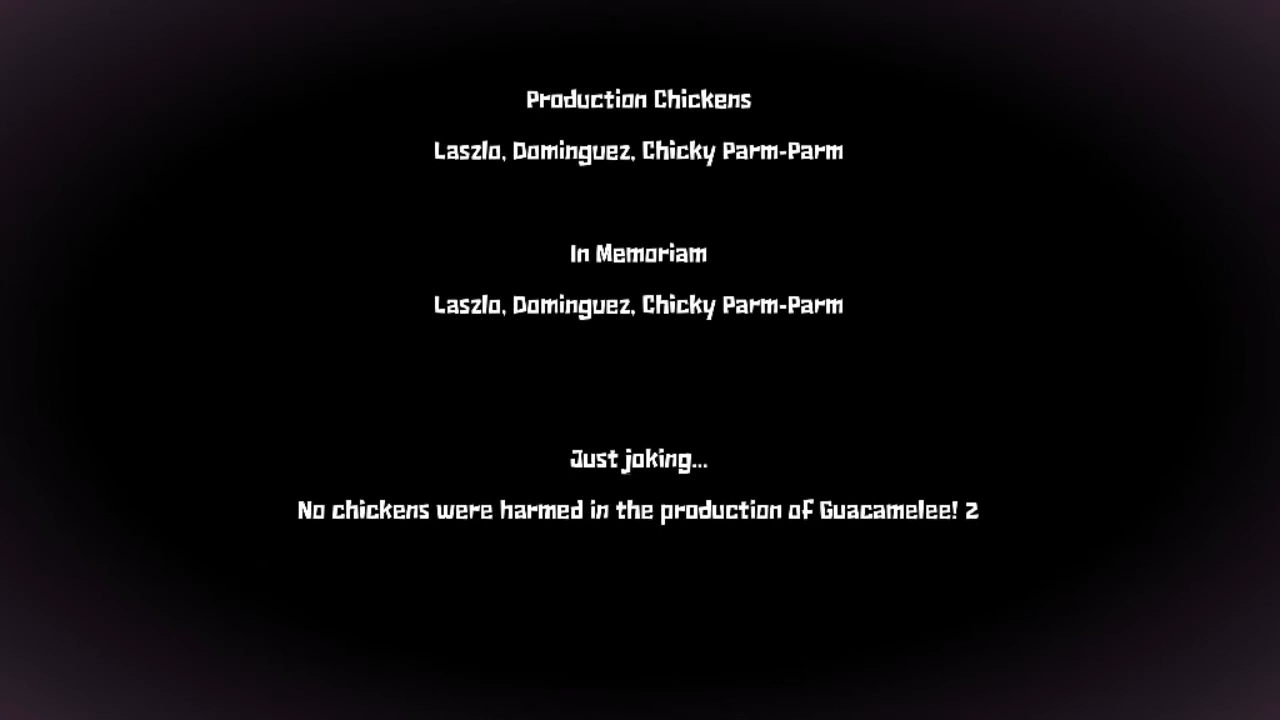 Production Chickens
Laszlo, Dominguez, Chicky Parm-Parm
In Memoriam
Laszlo, Dominguez, Chicky Parm-Parm
Just joking...
No chickens were harmed in the production of Guacamelee! 2